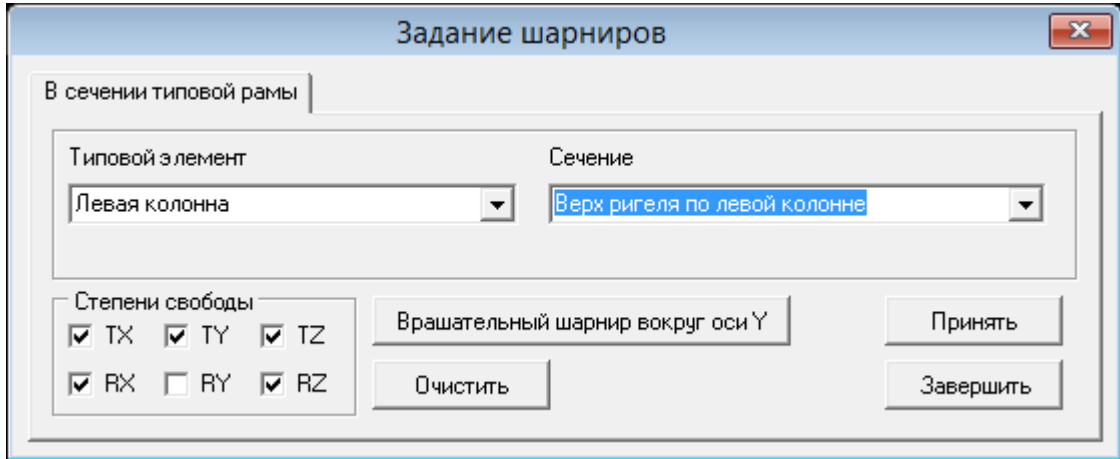 Задание шарниров
В сечении типовой рамы
Типовой элемент
Сечение
Левая колонна
Верх ригеля по левой колонне
Степени свободы
TX TY TZ
RX RY RZ
Врашательный шарнир вокруг оси Y
Принять
Очистить
Завершить